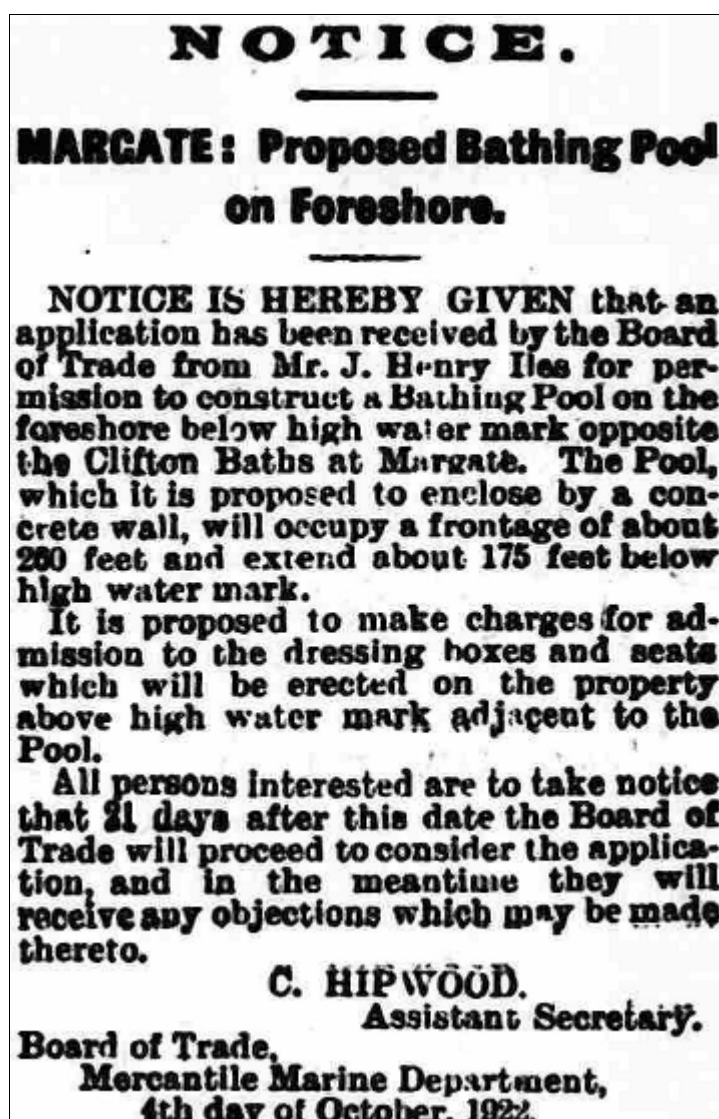 NOTICE.
MARGATE: Proposed Bathing Pool
on Foreshore.
NOTICE IS HEREBY GIVEN that an
application has been received by the Board
of Trade from Mr. J. Henry Iles for per-
mission to construct a Bathing Pool on the
foreshore below high water mark opposite
the Clifton Baths at Margate. The Pool,
which it is proposed to enclose by a con-
crete wall, will occupy a frontage of about
260 feet and extend about 175 feet below
high water mark.
It is proposed to make charges for ad-
mission to the dressing boxes and seats
which will be erected on the property
above high water mark adjacent to the
Pool.
All persons interested are to take notice
that 21 days after this date the Board of
Trade will proceed to consider the applica-
tion, and in the meantime they will
receive any objections which may be made
thereto.
C. HIPWOOD.
Assistant Secretary.
Board of Trade,
Mercantile Marine Department,
4th day of October, 1922.